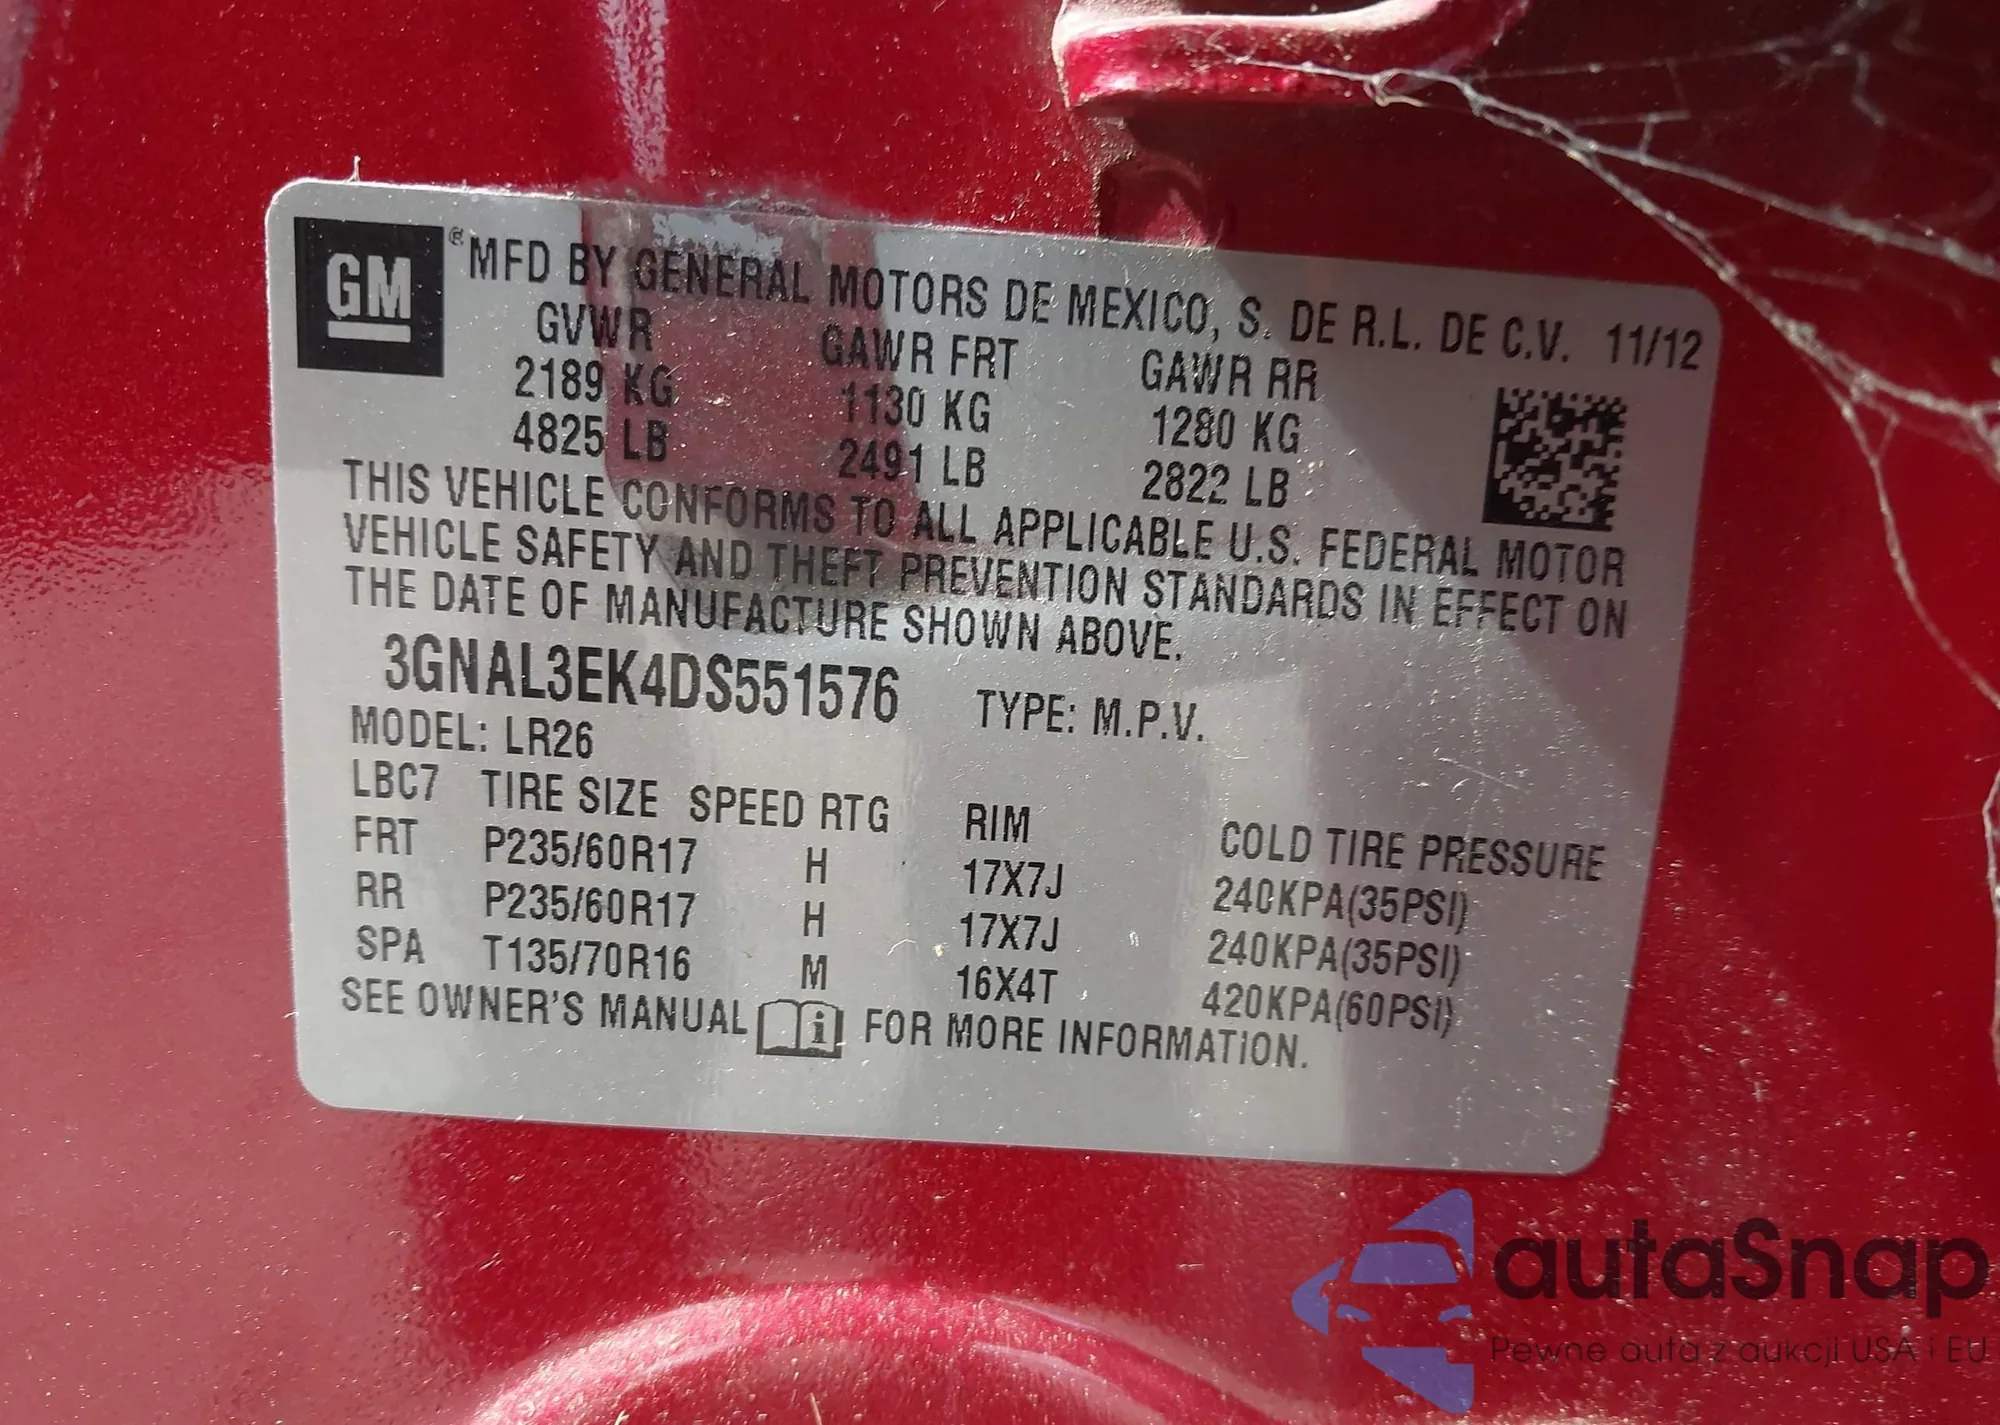 GM ® MFD BY GENERAL MOTORS DE MEXICO, S. DE R.L. DE C.V. 11/12
GVWR GAWR FRT GAWR RR
2189 KG 1130 KG 1280 KG
4825 LB 2491 LB 2822 LB
THIS VEHICLE CONFORMS TO ALL APPLICABLE U.S. FEDERAL MOTOR
VEHICLE SAFETY AND THEFT PREVENTION STANDARDS IN EFFECT ON
THE DATE OF MANUFACTURE SHOWN ABOVE.
3GNAL3EK4DS551576 TYPE: M.P.V.
MODEL: LR26
LBC7 TIRE SIZE SPEED RTG RIM COLD TIRE PRESSURE
FRT P235/60R17 H 17X7J 240KPA(35PSI)
RR P235/60R17 H 17X7J 240KPA(35PSI)
SPA T135/70R16 M 16X4T 420KPA(60PSI)
SEE OWNER'S MANUAL i FOR MORE INFORMATION.
autaSnap
Pewne auta z aukcji USA i EU